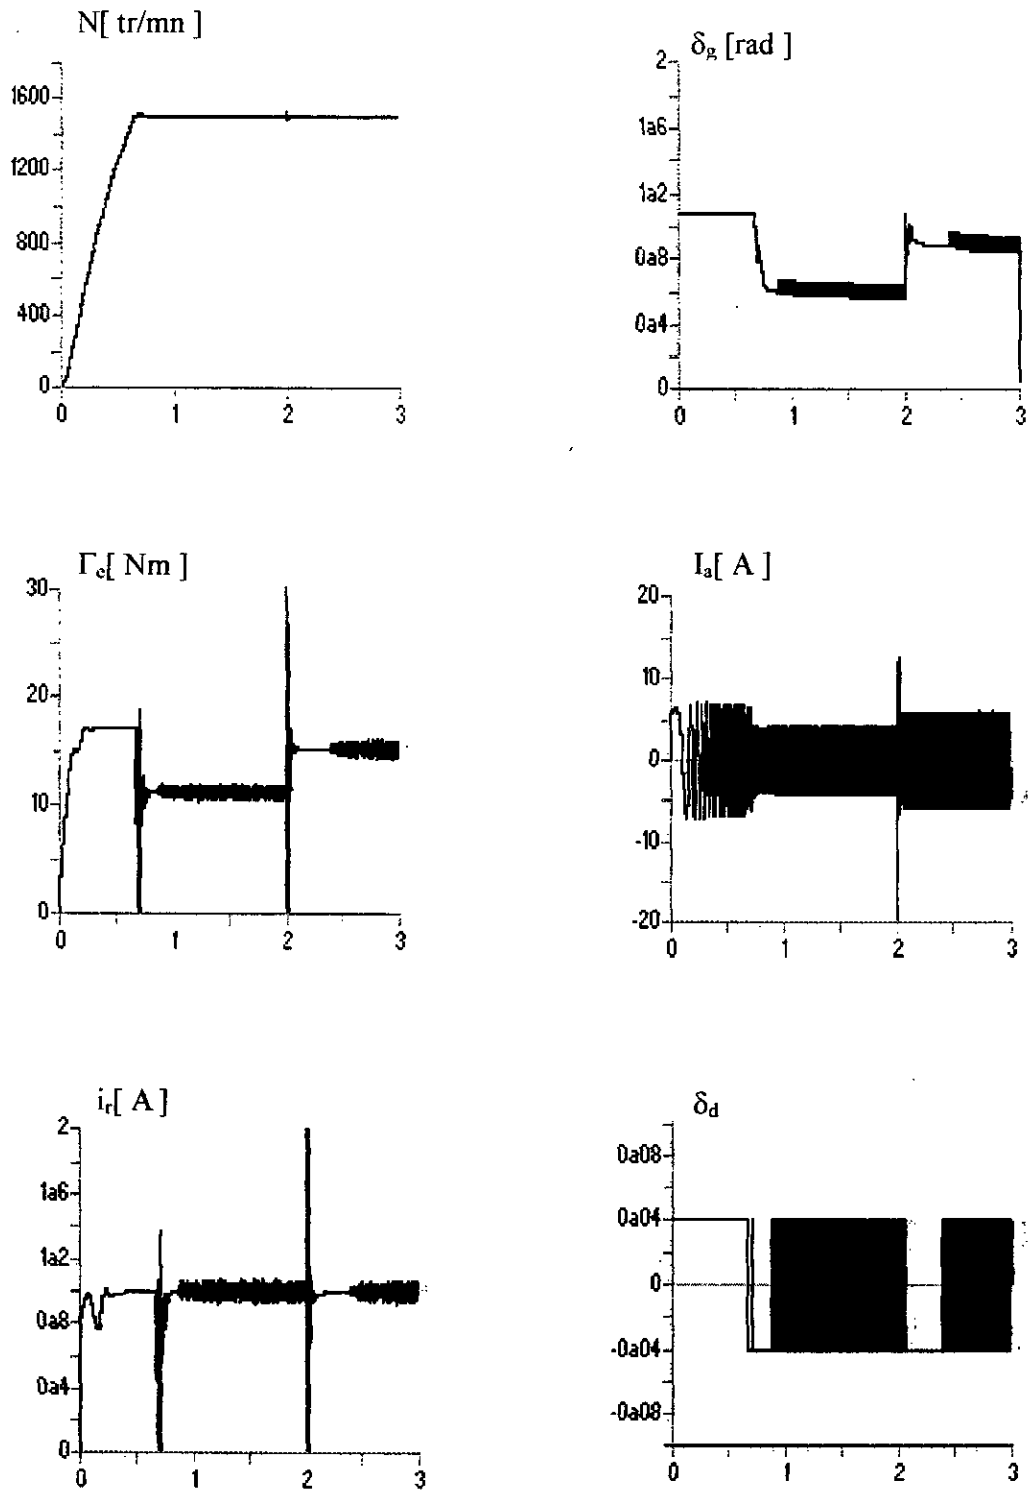 N[ tr/mn ]
1600
1200
800
400
0
0 1 2 3
δg [rad ]
2
1a6
1a2
0a8
0a4
0
0 1 2 3
Γe[ Nm ]
30
20
10
0
0 1 2 3
Ia[ A ]
20
10
0
-10
-20
0 1 2 3
ir[ A ]
2
1a6
1a2
0a8
0a4
0
0 1 2 3
δd
0a08
0a04
0
-0a04
-0a08
0 1 2 3